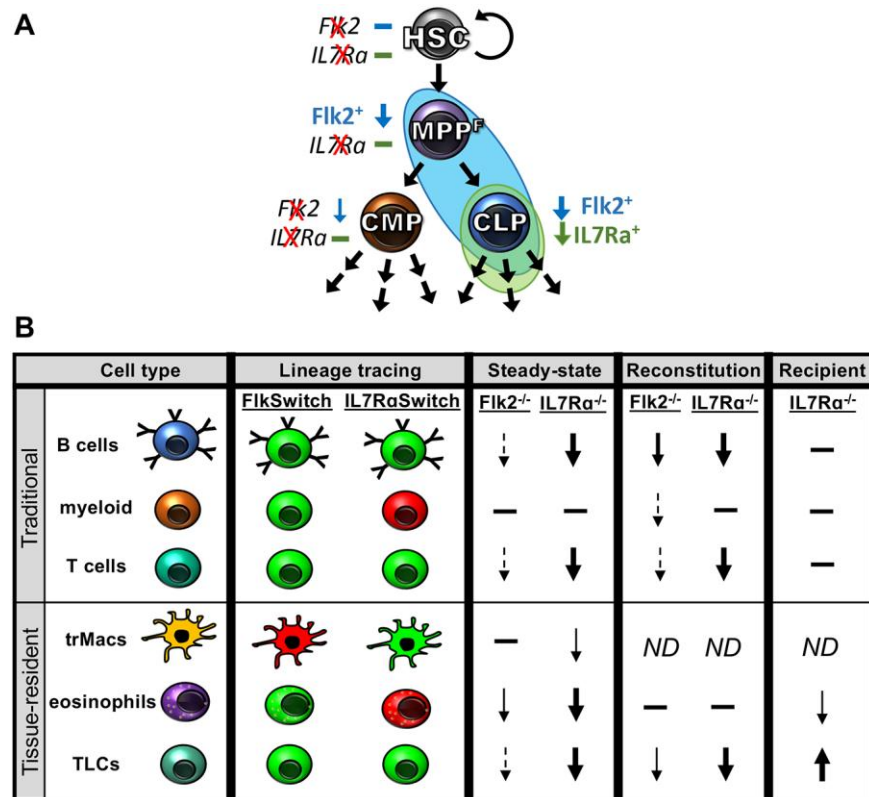 A
Flk2 –
IL7Rα –
HSC
Flk2⁺
IL7Rα –
MPPᶠ
Flk2
IL7Rα –
CMP
CLP
Flk2⁺
IL7Rα⁺
B
Cell type Lineage tracing Steady-state Reconstitution Recipient
FlkSwitch IL7RαSwitch Flk2⁻/⁻ IL7Rα⁻/⁻ Flk2⁻/⁻ IL7Rα⁻/⁻ IL7Rα⁻/⁻
Traditional
B cells
myeloid
T cells
Tissue-resident
trMacs ND ND ND
eosinophils
TLCs